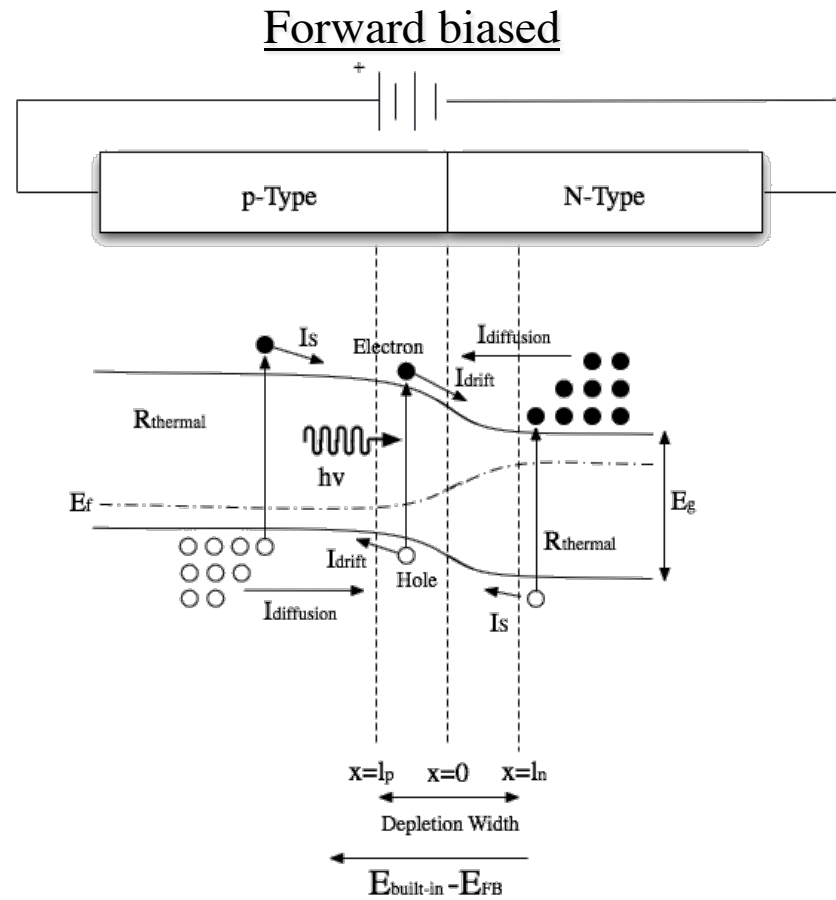 Forward biased
+
p-Type
N-Type
Is
Electron
Idiffusion
Idrift
Rthermal
hv
Ef
Eg
Rthermal
Idrift
Hole
Idiffusion
Is
x=lp
x=0
x=ln
Depletion Width
Ebuilt-in -EFB